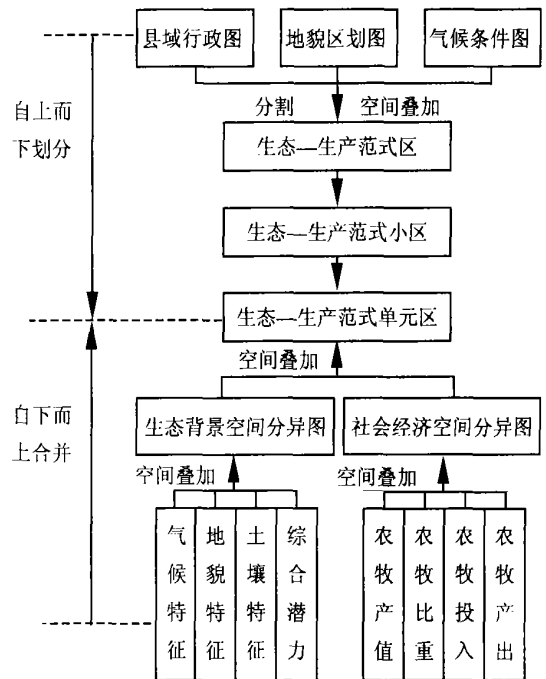 县域行政图 地貌区划图 气候条件图
分割 空间叠加
自上而
下划分
生态—生产范式区
生态—生产范式小区
生态—生产范式单元区
空间叠加
自下而
上合并
生态背景空间分异图 社会经济空间分异图
空间叠加 空间叠加
气候特征
地貌特征
土壤特征
综合潜力
农牧产值
农牧比重
农牧投入
农牧产出